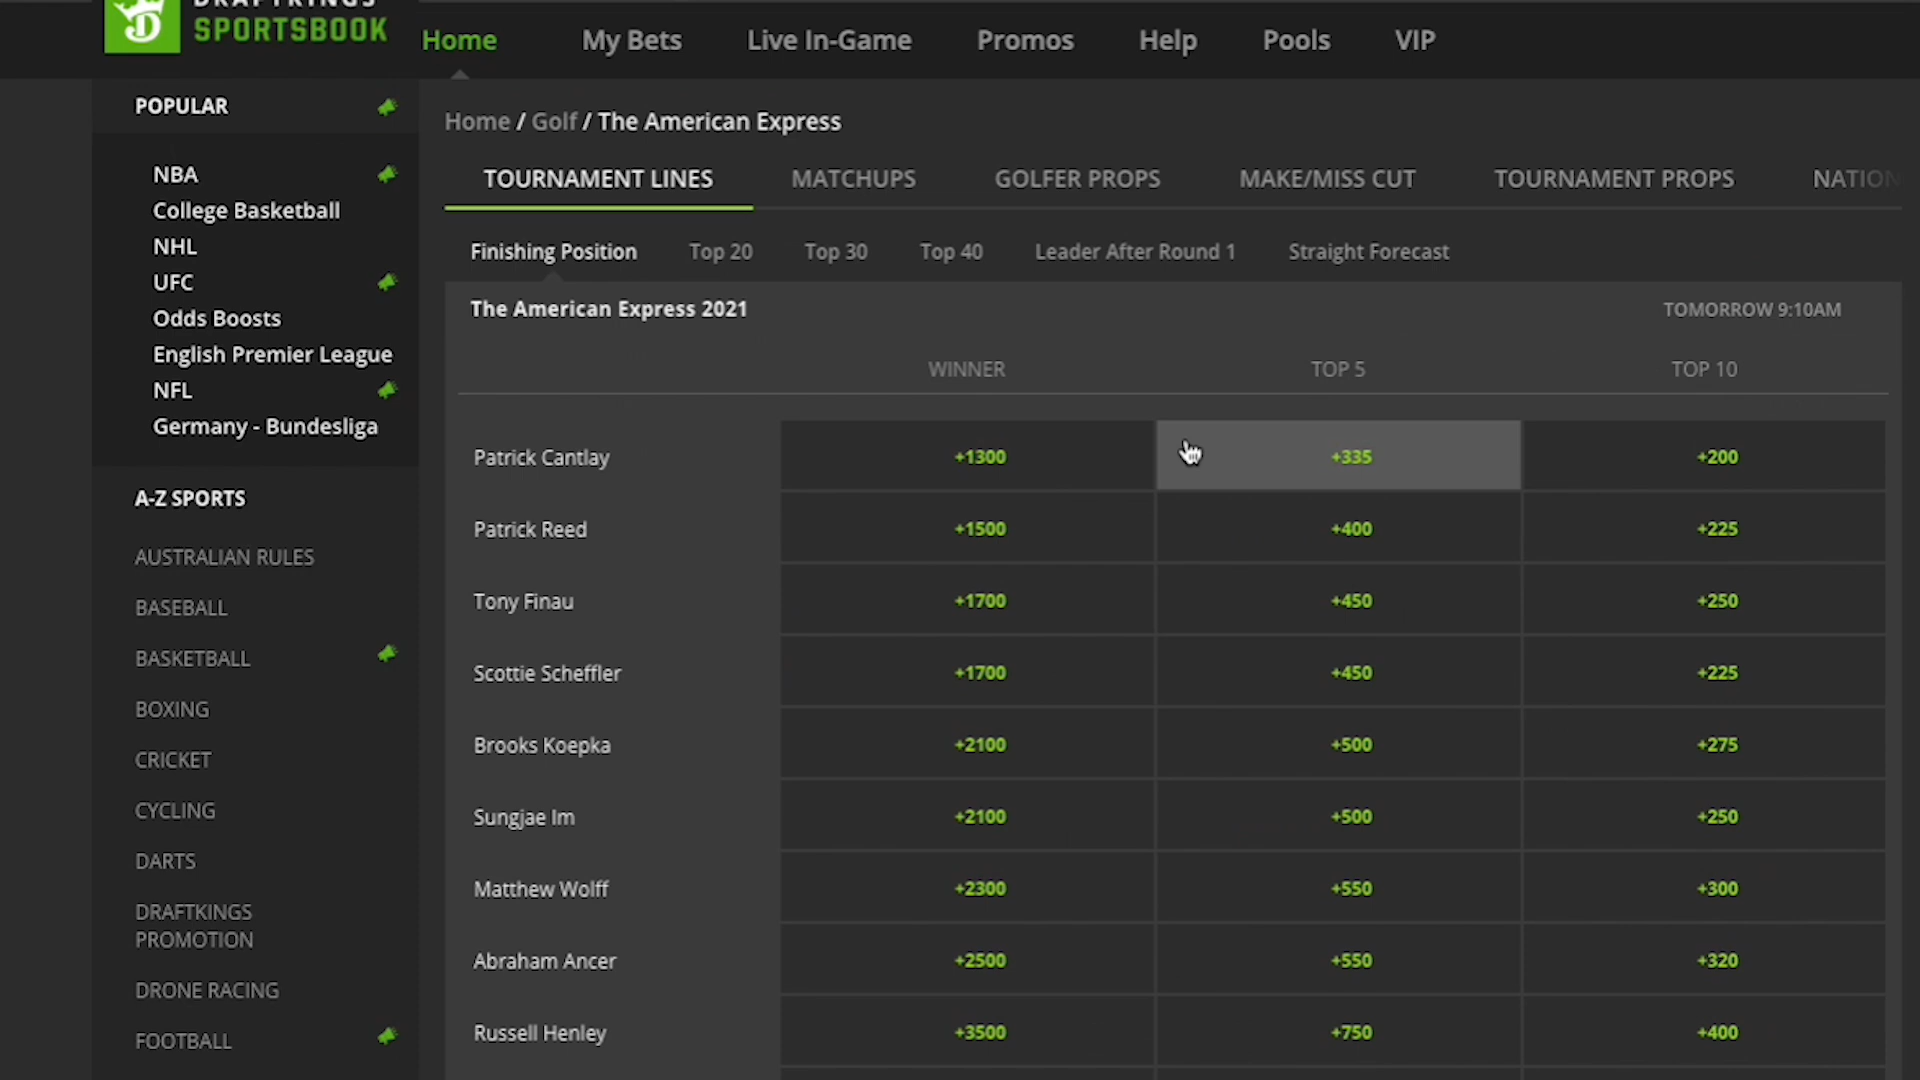 DRAFTKINGS
SPORTSBOOK
Home
My Bets
Live In-Game
Promos
Help
Pools
VIP
POPULAR
NBA
College Basketball
NHL
UFC
Odds Boosts
English Premier League
NFL
Germany - Bundesliga
A-Z SPORTS
AUSTRALIAN RULES
BASEBALL
BASKETBALL
BOXING
CRICKET
CYCLING
DARTS
DRAFTKINGS
PROMOTION
DRONE RACING
FOOTBALL
Home / Golf / The American Express
TOURNAMENT LINES
MATCHUPS
GOLFER PROPS
MAKE/MISS CUT
TOURNAMENT PROPS
NATION
Finishing Position
Top 20
Top 30
Top 40
Leader After Round 1
Straight Forecast
The American Express 2021
TOMORROW 9:10AM
WINNER TOP 5 TOP 10
Patrick Cantlay +1300 +335 +200
Patrick Reed +1500 +400 +225
Tony Finau +1700 +450 +250
Scottie Scheffler +1700 +450 +225
Brooks Koepka +2100 +500 +275
Sungjae Im +2100 +500 +250
Matthew Wolff +2300 +550 +300
Abraham Ancer +2500 +550 +320
Russell Henley +3500 +750 +400